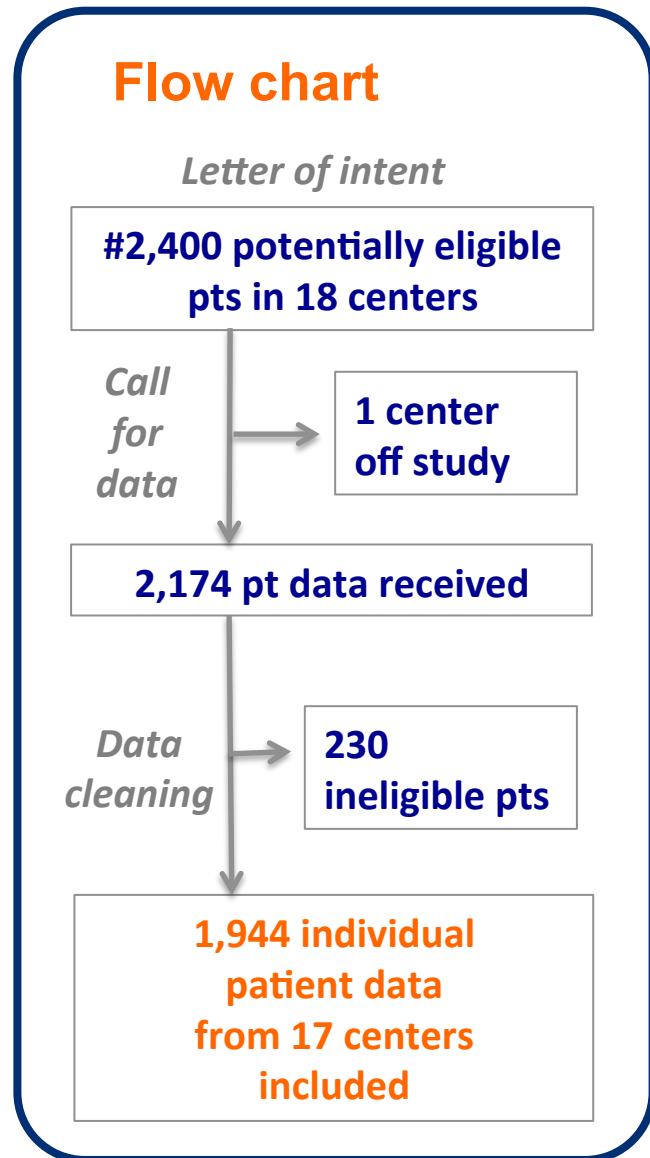 Flow chart
Letter of intent
#2,400 potentially eligible
pts in 18 centers
Call
for
data
1 center
off study
2,174 pt data received
Data
cleaning
230
ineligible pts
1,944 individual
patient data
from 17 centers
included